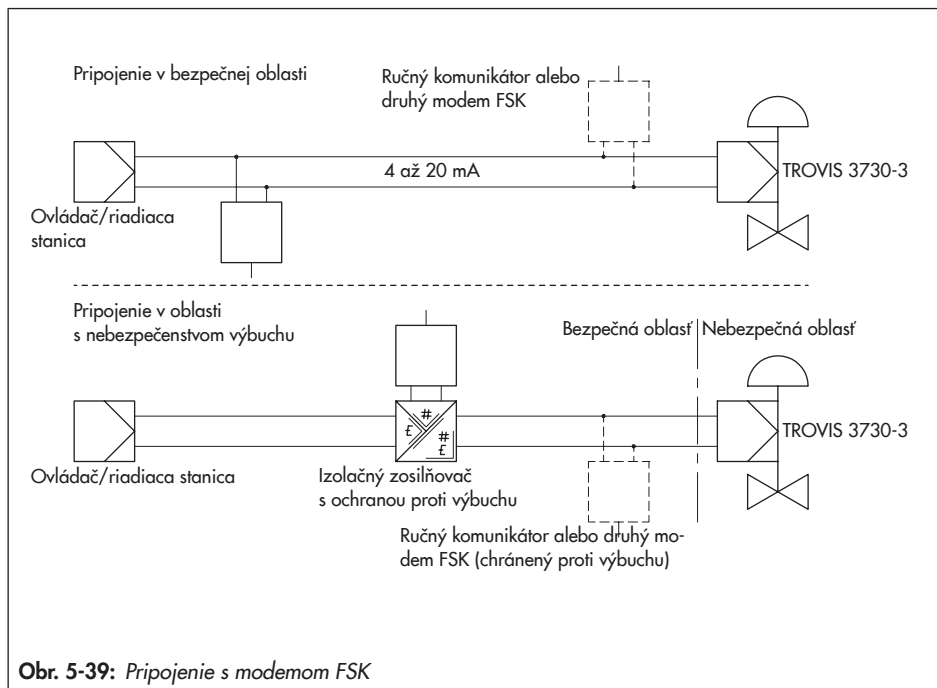 Pripojenie v bezpečnej oblasti
Ručný komunikátor alebo
druhý modem FSK
4 až 20 mA
TROVIS 3730-3
Ovládač/riadiaca
stanica
Pripojenie v oblasti
s nebezpečenstvom výbuchu
Bezpečná oblasť
Nebezpečná oblasť
#
£
#
£
TROVIS 3730-3
Ovládač/riadiaca stanica
Izolačný zosilňovač
s ochranou proti výbuchu
Ručný komunikátor alebo druhý mo-
dem FSK (chránený proti výbuchu)
Obr. 5-39: Pripojenie s modemom FSK